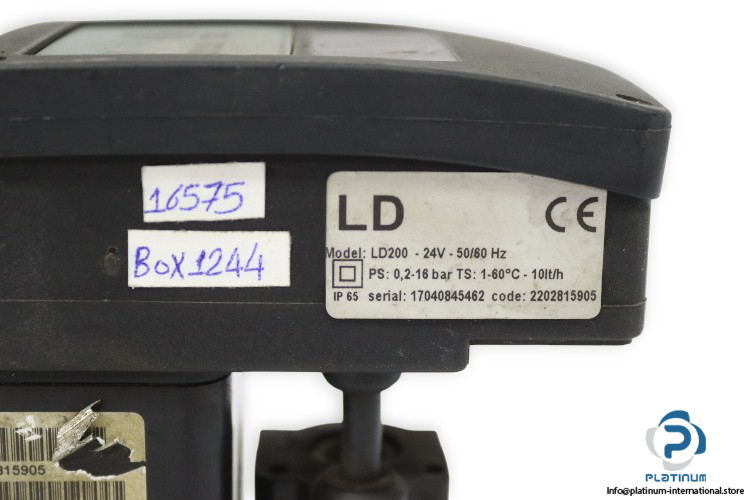 16575
Box1244
LD CE
Model: LD200 - 24V - 50/60 Hz
PS: 0,2-16 bar TS: 1-60°C - 10lt/h
IP 65 serial: 17040845462 code: 2202815905
815905
PLATINUM
Info@platinum-international.store